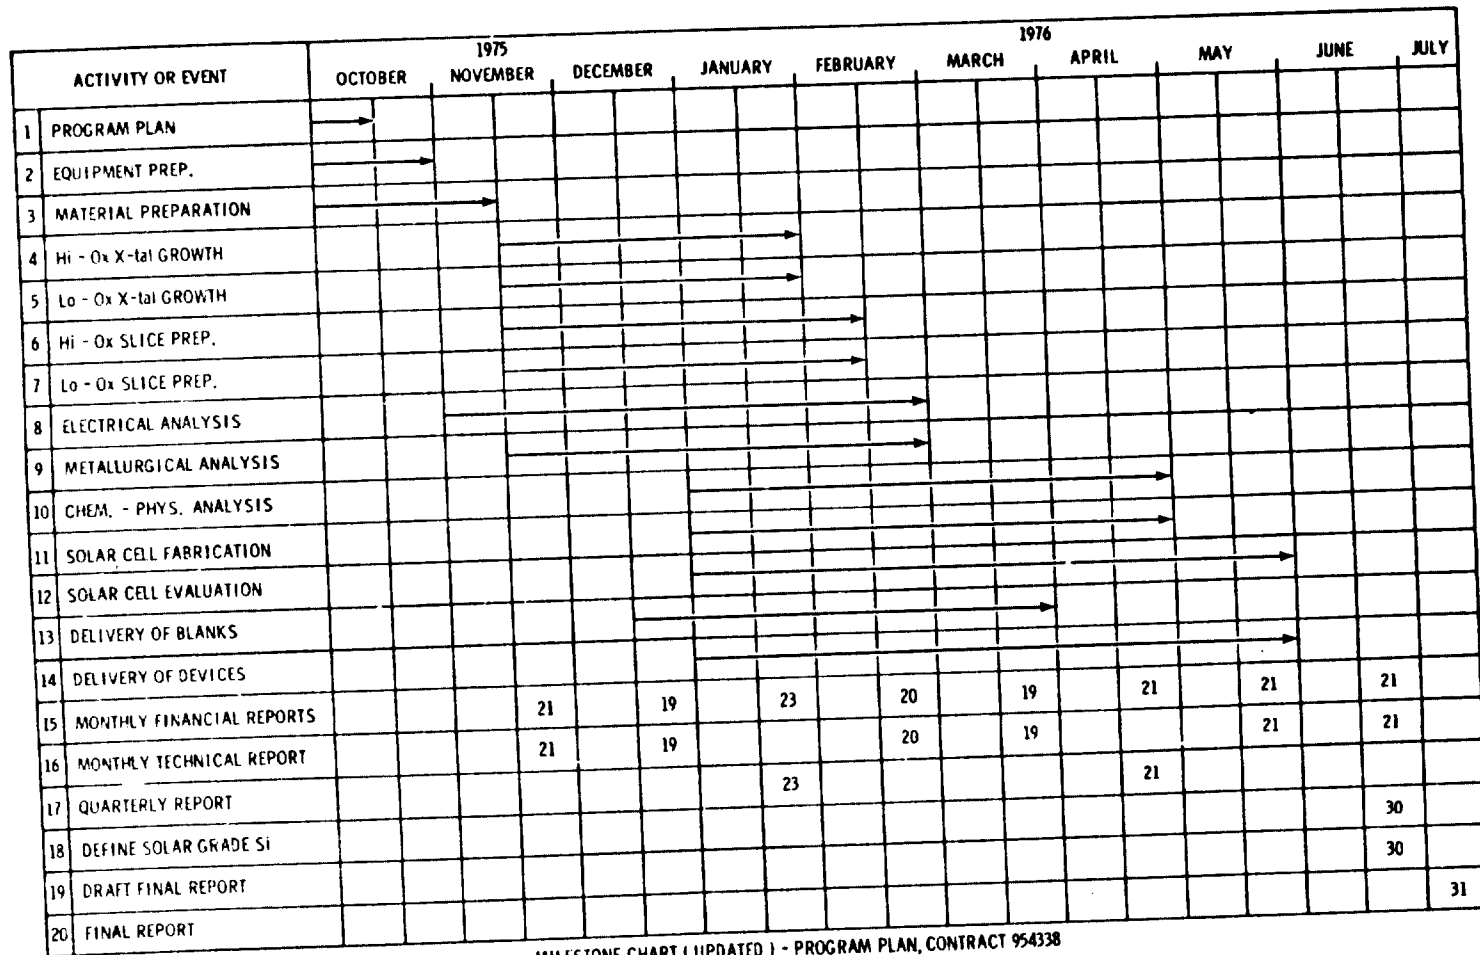 1975
1976
ACTIVITY OR EVENT OCTOBER NOVEMBER DECEMBER JANUARY FEBRUARY MARCH APRIL MAY JUNE JULY
1 PROGRAM PLAN
2 EQUIPMENT PREP.
3 MATERIAL PREPARATION
4 Hi - Ox X-tal GROWTH
5 Lo - Ox X-tal GROWTH
6 Hi - Ox SLICE PREP.
7 Lo - Ox SLICE PREP.
8 ELECTRICAL ANALYSIS
9 METALLURGICAL ANALYSIS
10 CHEM. - PHYS. ANALYSIS
11 SOLAR CELL FABRICATION
12 SOLAR CELL EVALUATION
13 DELIVERY OF BLANKS
14 DELIVERY OF DEVICES
15 MONTHLY FINANCIAL REPORTS 21 19 23 20 19 21 21 21
16 MONTHLY TECHNICAL REPORT 21 19 20 19 21 21
17 QUARTERLY REPORT 23 21
18 DEFINE SOLAR GRADE Si 30
19 DRAFT FINAL REPORT 30
20 FINAL REPORT 31
MILESTONE CHART ( UPDATED ) - PROGRAM PLAN, CONTRACT 954338